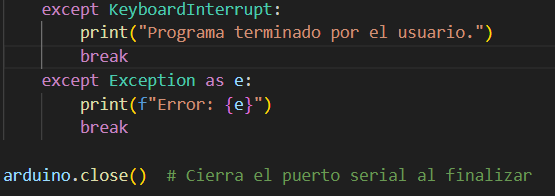 except KeyboardInterrupt:
print("Programa terminado por el usuario.")
break
except Exception as e:
print(f"Error: {e}")
break
arduino.close()  # Cierra el puerto serial al finalizar